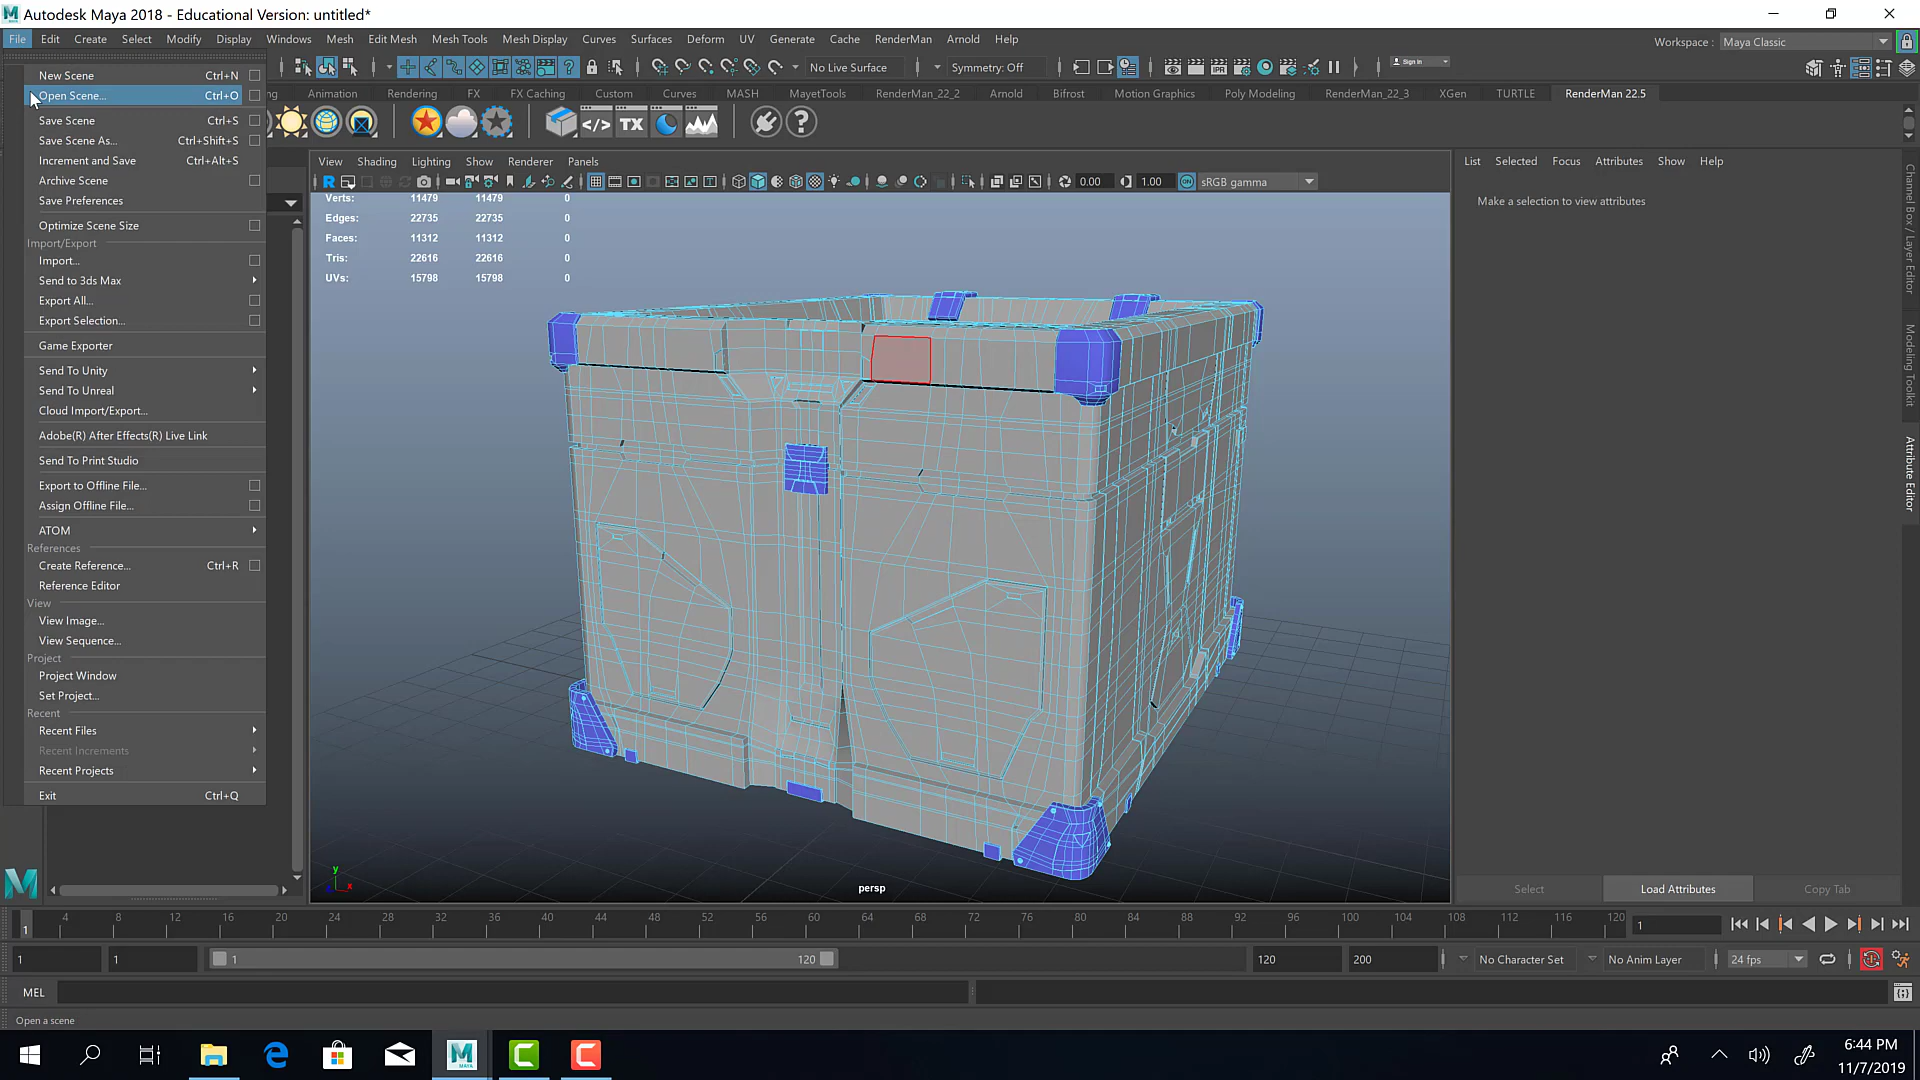 Autodesk Maya 2018 - Educational Version: untitled*
File Edit Create Select Modify Display Windows Mesh Edit Mesh Mesh Tools Mesh Display Curves Surfaces Deform UV Generate Cache RenderMan Arnold Help
Workspace : Maya Classic
No Live Surface Symmetry: Off Sign In
Animation Rendering FX FX Caching Custom Curves MASH MayetTools RenderMan_22_2 Arnold Bifrost Motion Graphics Poly Modeling RenderMan_22_3 XGen TURTLE RenderMan 22.5
TX
New Scene Ctrl+N
Open Scene... Ctrl+O
Save Scene Ctrl+S
Save Scene As... Ctrl+Shift+S
Increment and Save Ctrl+Alt+S
Archive Scene
Save Preferences
Optimize Scene Size
Import/Export
Import...
Send to 3ds Max
Export All...
Export Selection...
Game Exporter
Send To Unity
Send To Unreal
Cloud Import/Export...
Adobe(R) After Effects(R) Live Link
Send To Print Studio
Export to Offline File...
Assign Offline File...
ATOM
References
Create Reference... Ctrl+R
Reference Editor
View
View Image...
View Sequence...
Project
Project Window
Set Project...
Recent
Recent Files
Recent Increments
Recent Projects
Exit Ctrl+Q
View Shading Lighting Show Renderer Panels
0.00 1.00 sRGB gamma
Verts: 11479 11479 0
Edges: 22735 22735 0
Faces: 11312 11312 0
Tris: 22616 22616 0
UVs: 15798 15798 0
y
x
persp
List Selected Focus Attributes Show Help
Make a selection to view attributes
Channel Box / Layer Editor
Modeling Toolkit
Attribute Editor
Select Load Attributes Copy Tab
1 4 8 12 16 20 24 28 32 36 40 44 48 52 56 60 64 68 72 76 80 84 88 92 96 100 104 108 112 116 120 1
1 1 1 120 120 200 No Character Set No Anim Layer 24 fps
MEL
Open a scene
6:44 PM
11/7/2019